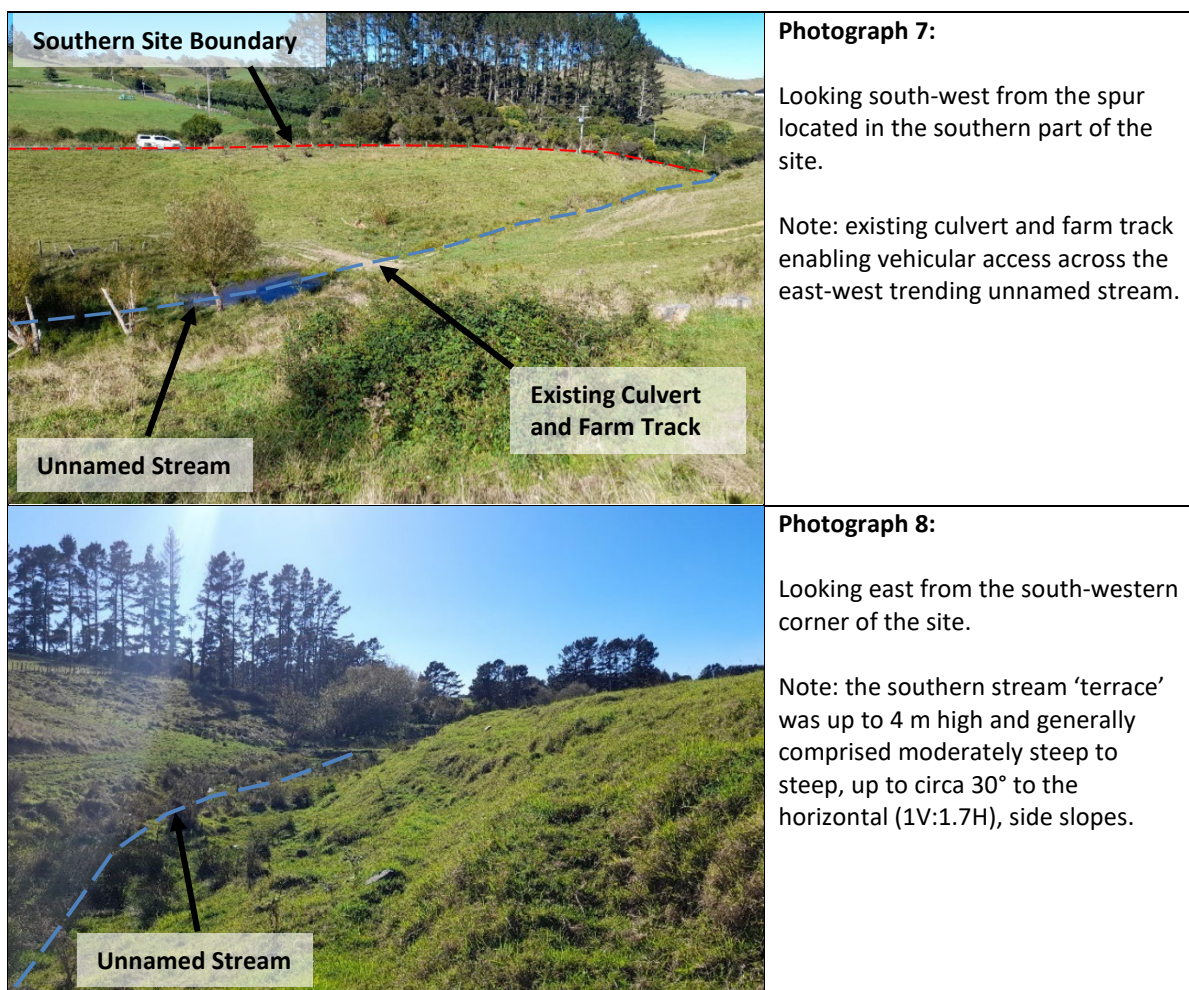 Southern Site Boundary
Existing Culvert
and Farm Track
Unnamed Stream
Photograph 7:
Looking south-west from the spur
located in the southern part of the
site.
Note: existing culvert and farm track
enabling vehicular access across the
east-west trending unnamed stream.
Unnamed Stream
Photograph 8:
Looking east from the south-western
corner of the site.
Note: the southern stream ‘terrace’
was up to 4 m high and generally
comprised moderately steep to
steep, up to circa 30° to the
horizontal (1V:1.7H), side slopes.